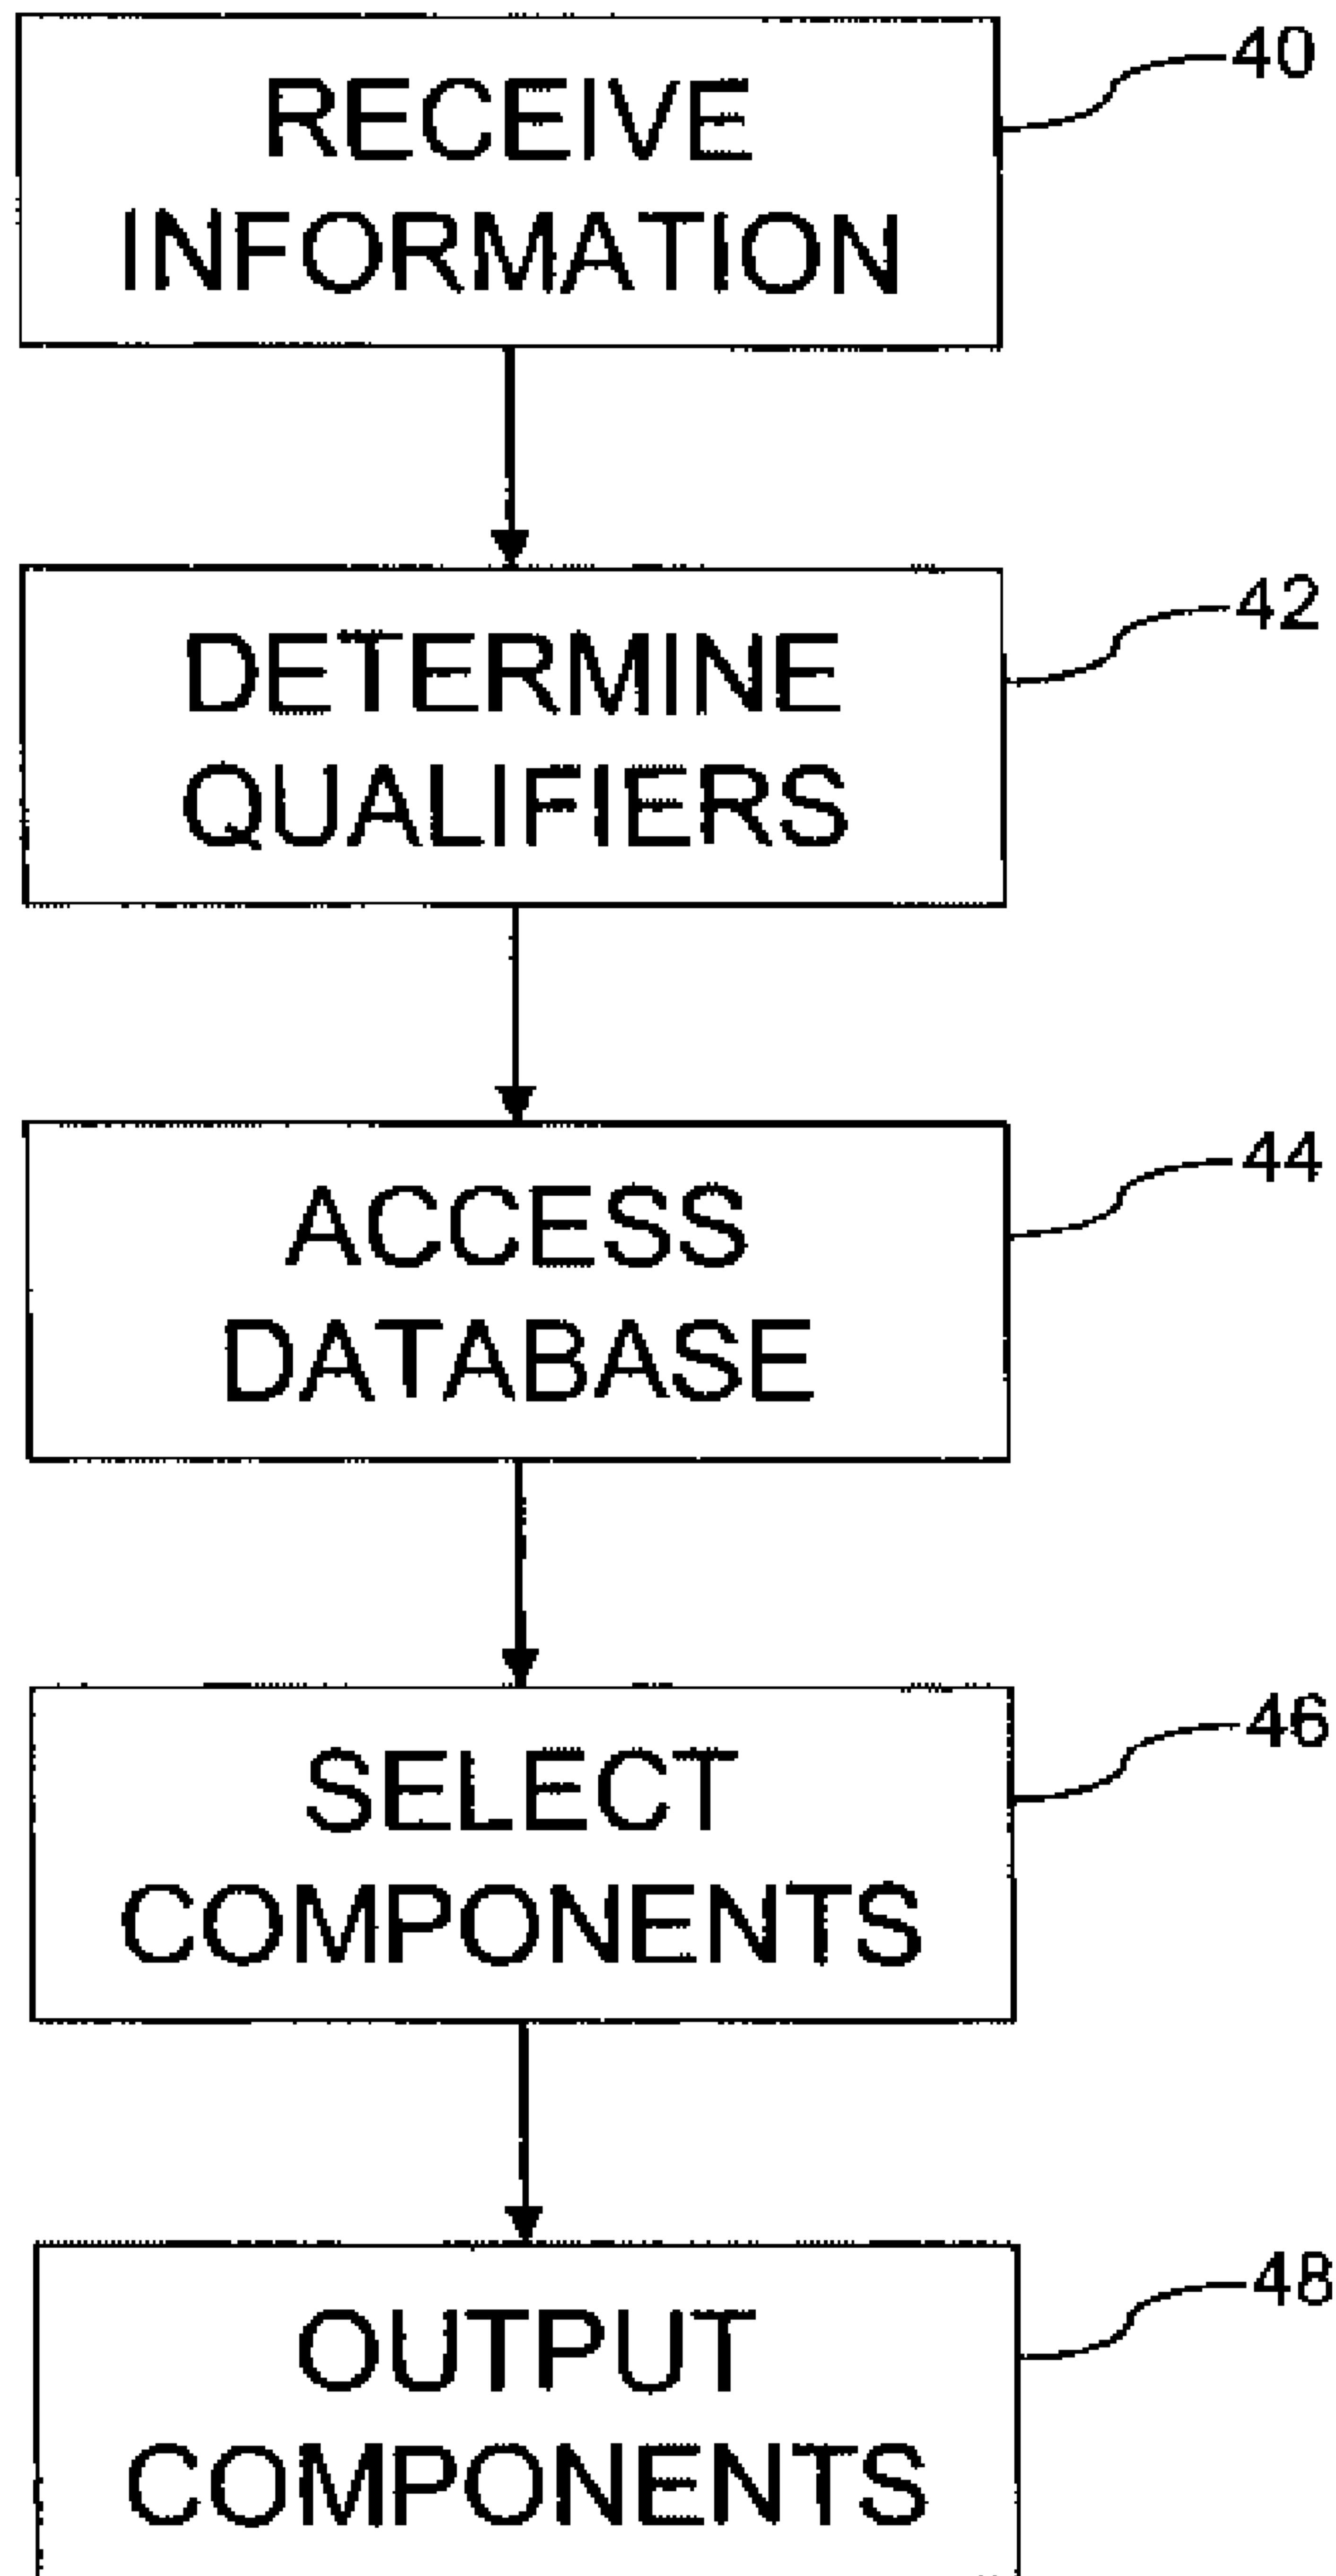 RECEIVE
INFORMATION
40
DETERMINE
QUALIFIERS
42
ACCESS
DATABASE
44
SELECT
COMPONENTS
46
OUTPUT
COMPONENTS
48